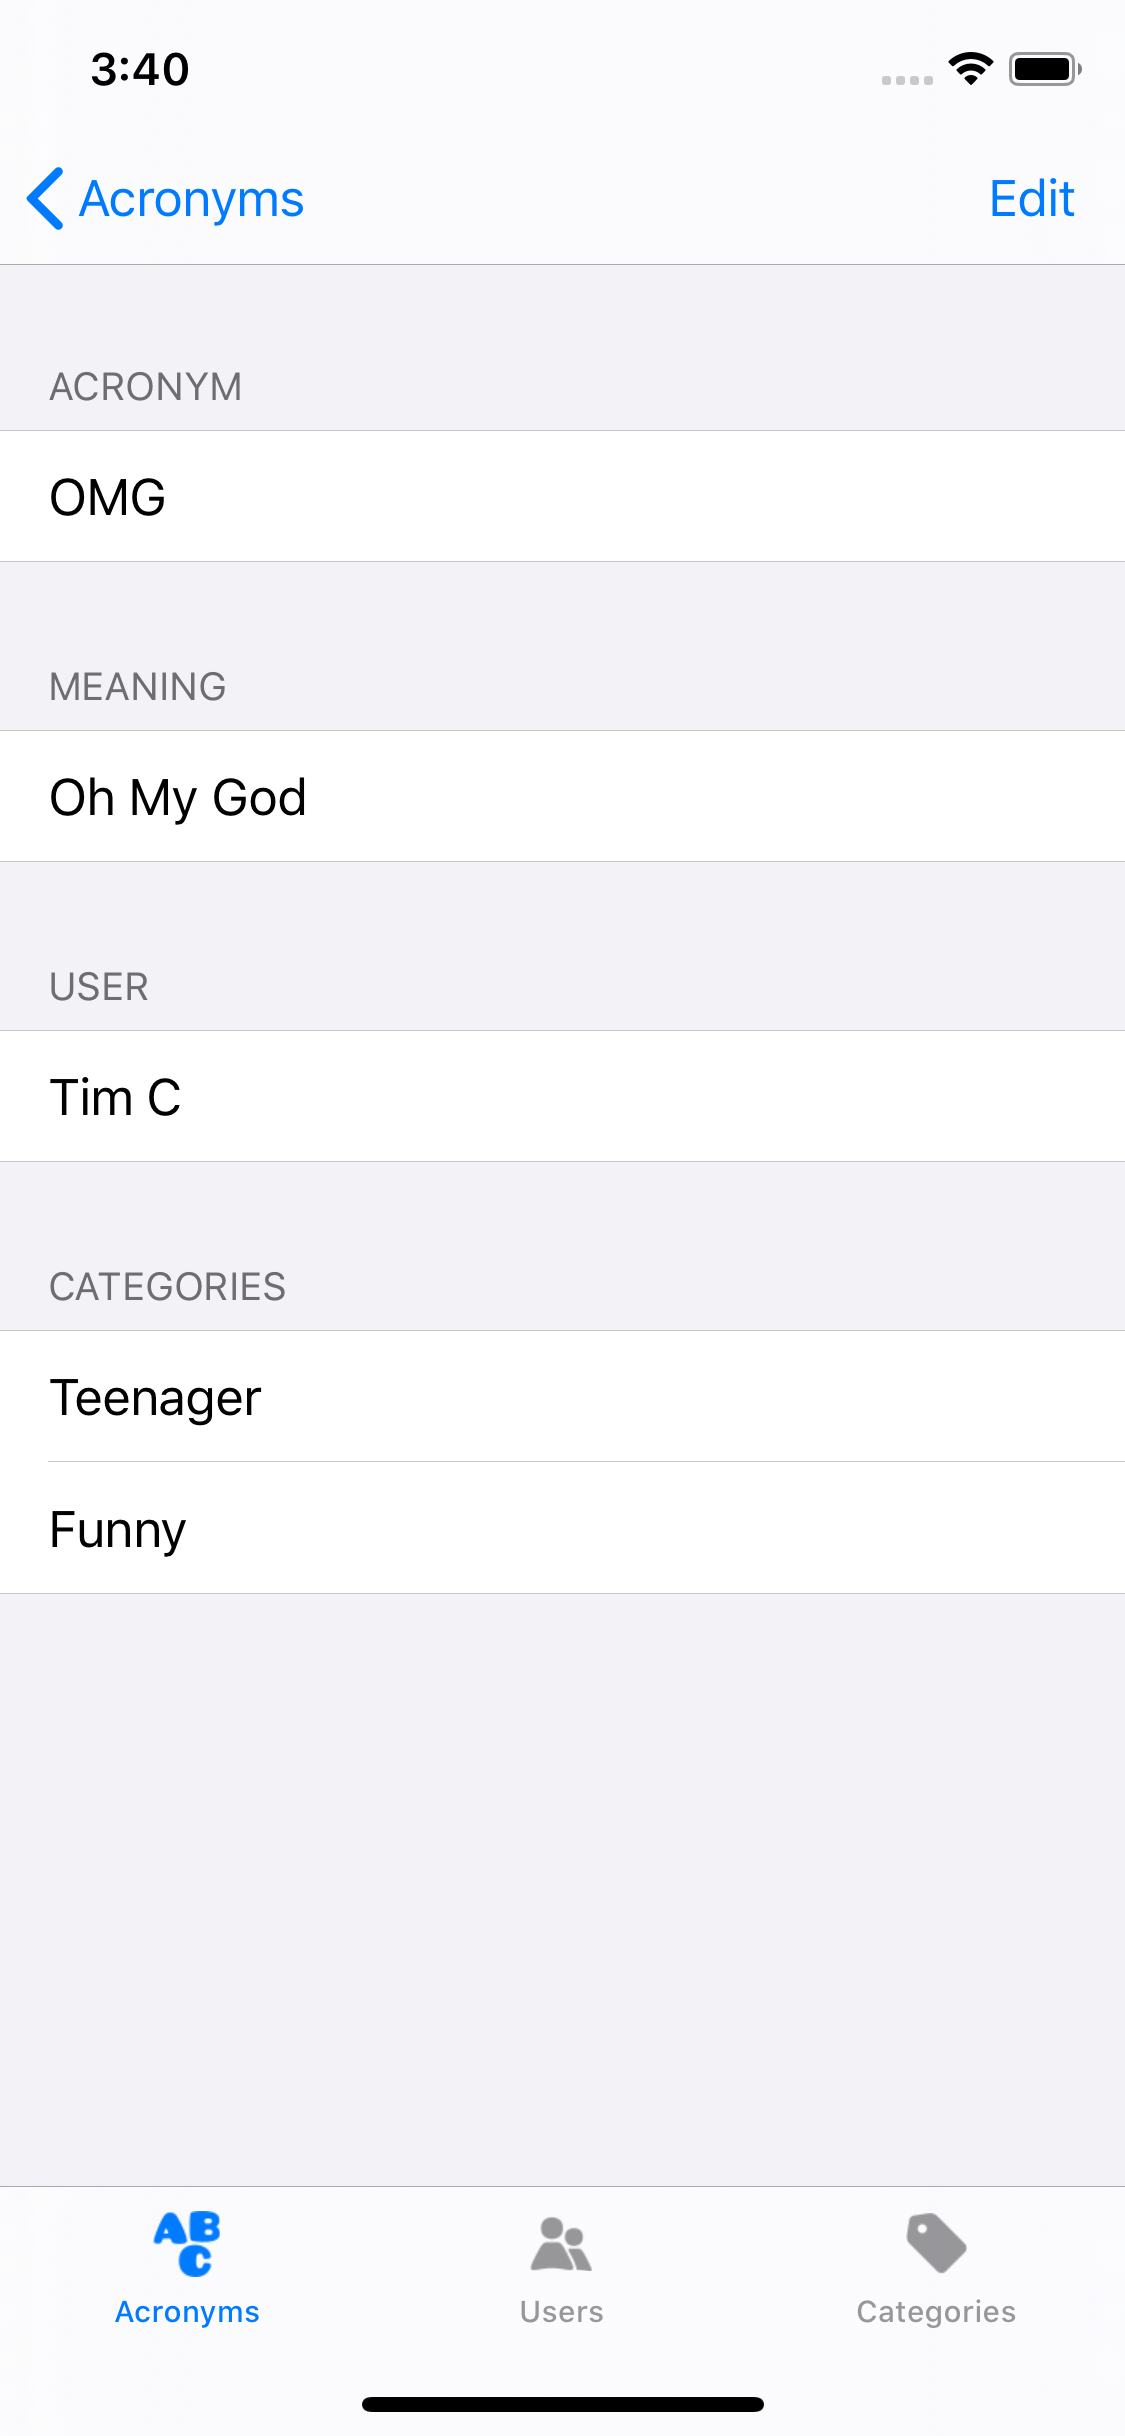 3:40
Acronyms
Edit
ACRONYM
OMG
MEANING
Oh My God
USER
Tim C
CATEGORIES
Teenager
Funny
ABC
Acronyms
Users
Categories